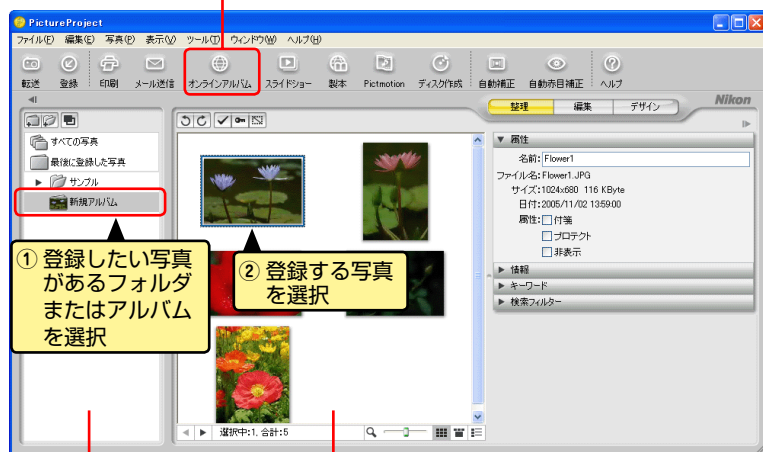 PictureProject
ファイル(F) 編集(E) 写真(P) 表示(V) ツール(T) ウィンドウ(W) ヘルプ(H)
転送 登録 印刷 メール送信 オンラインアルバム スライドショー 製本 Pictmotion ディスク作成 自動補正 自動赤目補正 ヘルプ
整理 編集 デザイン Nikon
すべての写真
最後に登録した写真
サンプル
新規アルバム
① 登録したい写真
があるフォルダ
またはアルバム
を選択
② 登録する写真
を選択
選択中:1, 合計:5
属性
名前: Flower1
ファイル名: Flower1.JPG
サイズ: 1024x680 116 KByte
日付: 2005/11/02 13:59:00
属性: 付箋
プロテクト
非表示
情報
キーワード
検索フィルター